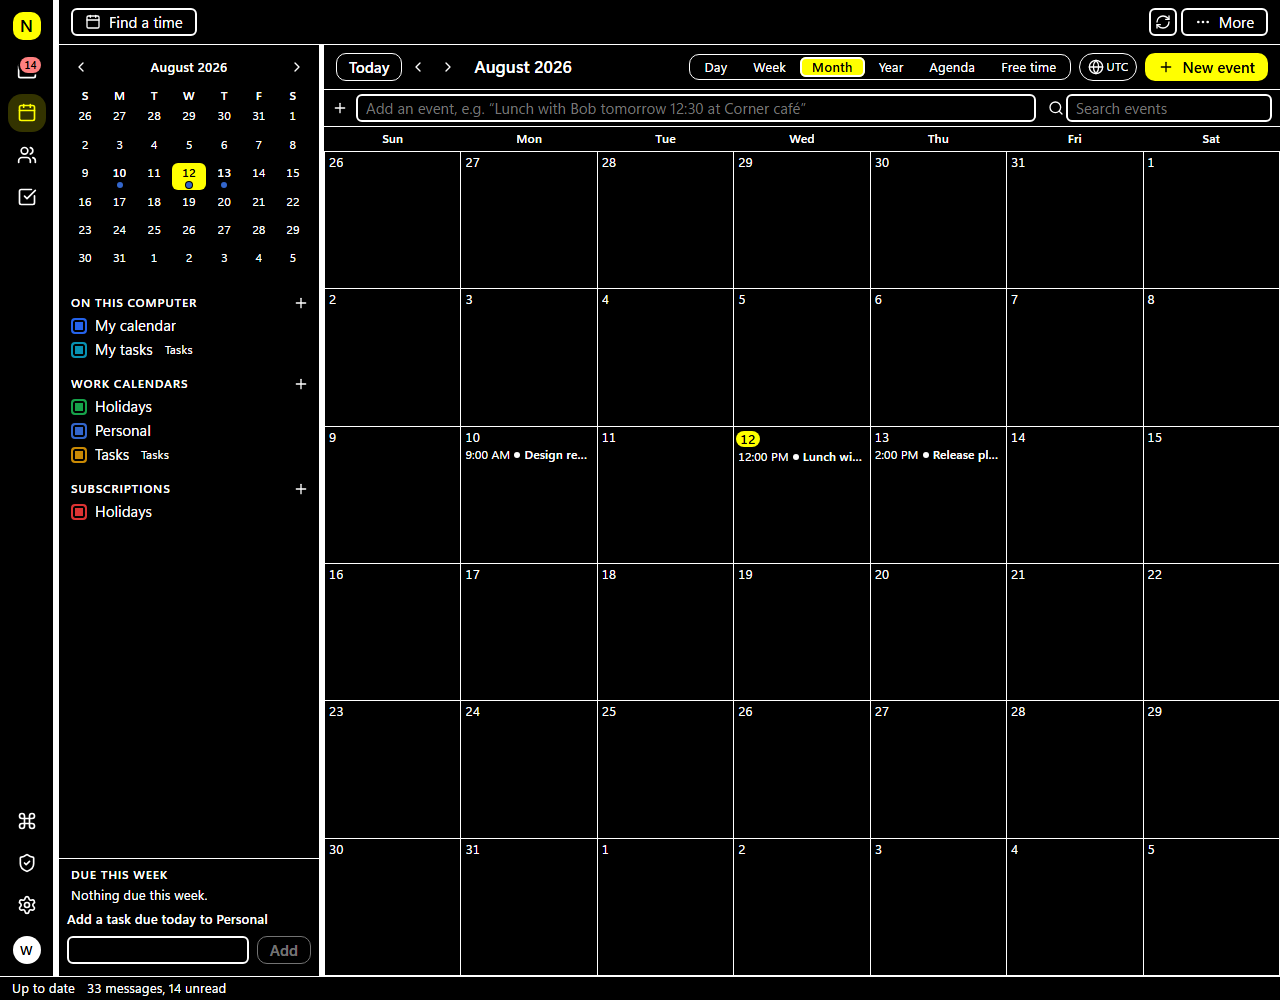 N
Find a time
More
14
August 2026
S M T W T F S
26 27 28 29 30 31 1
2 3 4 5 6 7 8
9 10 11 12 13 14 15
16 17 18 19 20 21 22
23 24 25 26 27 28 29
30 31 1 2 3 4 5
ON THIS COMPUTER
My calendar
My tasks Tasks
WORK CALENDARS
Holidays
Personal
Tasks Tasks
SUBSCRIPTIONS
Holidays
DUE THIS WEEK
Nothing due this week.
Add a task due today to Personal
Add
W
Today
August 2026
Day Week Month Year Agenda Free time
UTC
New event
Add an event, e.g. “Lunch with Bob tomorrow 12:30 at Corner café”
Search events
Sun Mon Tue Wed Thu Fri Sat
26 27 28 29 30 31 1
2 3 4 5 6 7 8
9 10 11 12 13 14 15
9:00 AM Design re... 12:00 PM Lunch wi... 2:00 PM Release pl...
16 17 18 19 20 21 22
23 24 25 26 27 28 29
30 31 1 2 3 4 5
Up to date 33 messages, 14 unread